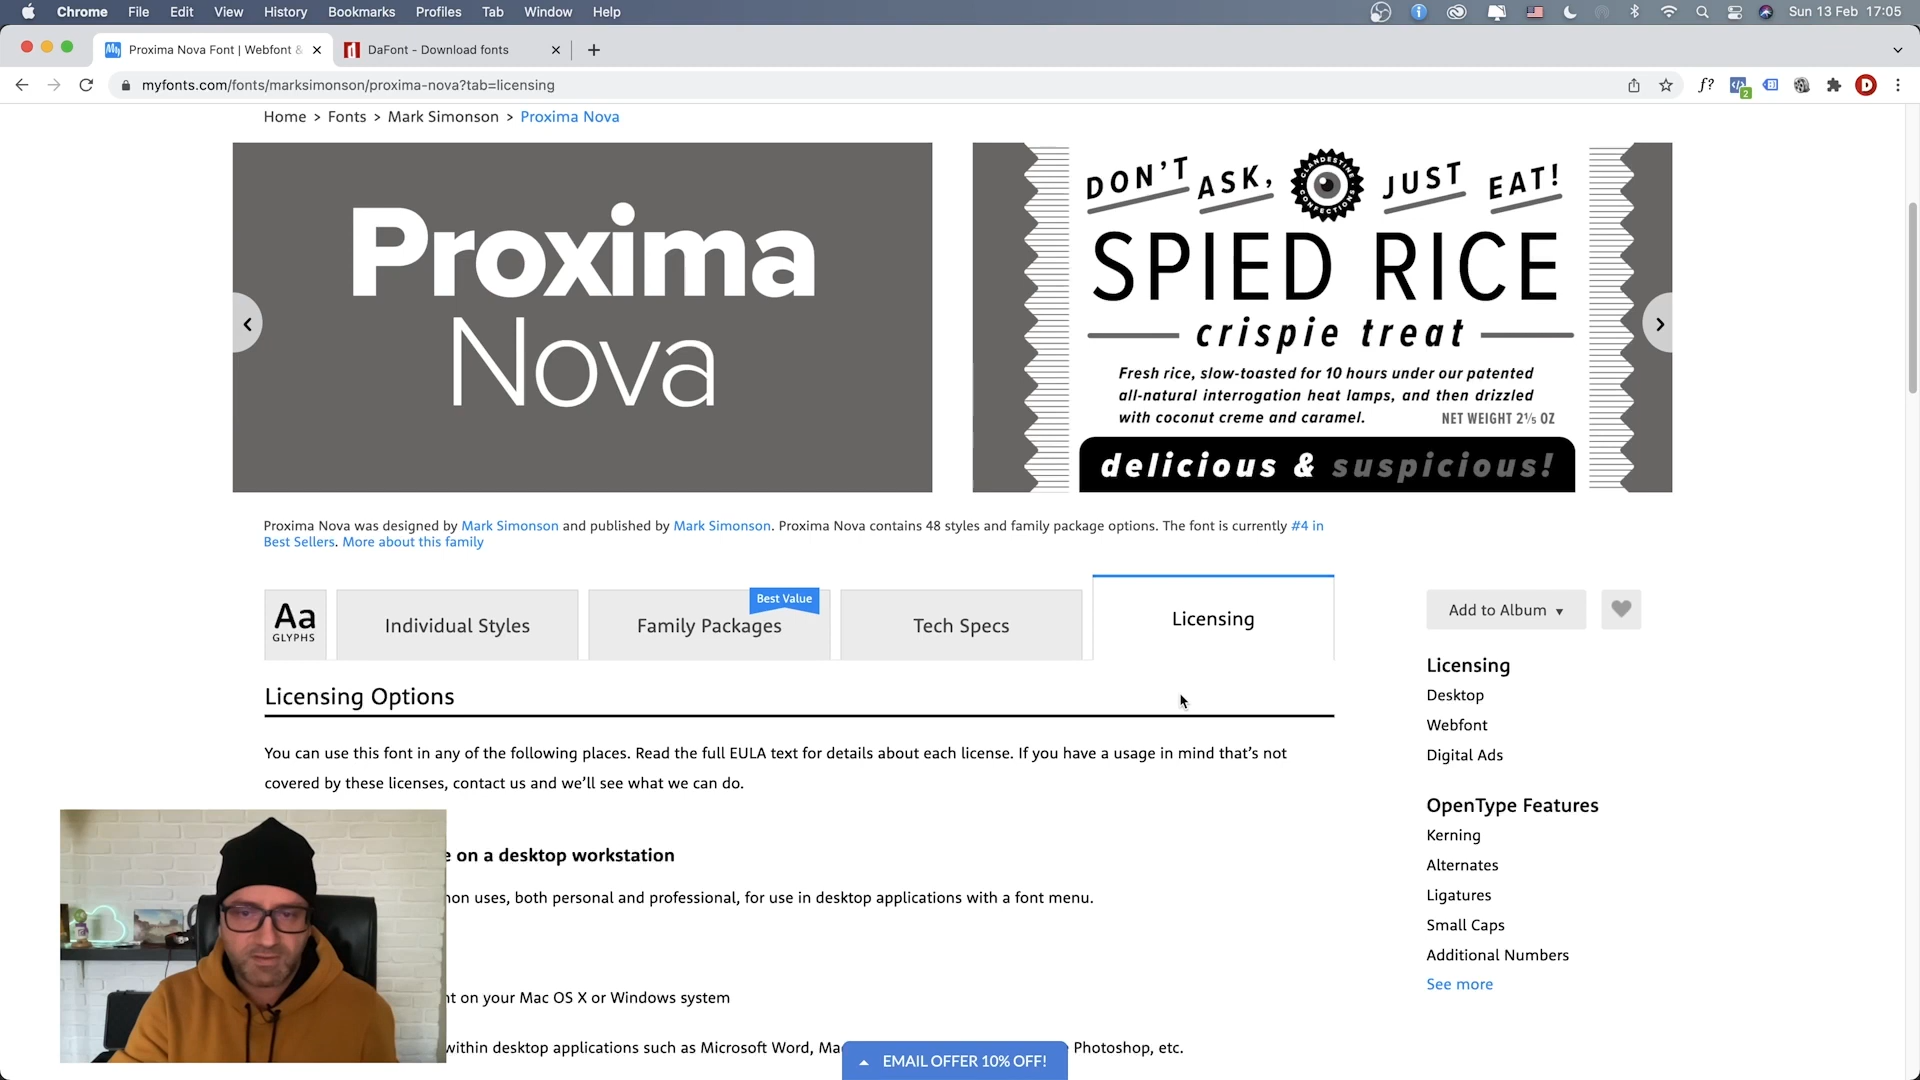 Chrome File Edit View History Bookmarks Profiles Tab Window Help
Sun 13 Feb 17:05
Proxima Nova Font | Webfont &
DaFont - Download fonts
myfonts.com/fonts/marksimonson/proxima-nova?tab=licensing
f?
2
D
Home > Fonts > Mark Simonson > Proxima Nova
Proxima
Nova
DON'T ASK, JUST EAT!
CLANDESTINE CONFECTIONS
SPIED RICE
crispie treat
Fresh rice, slow-toasted for 10 hours under our patented
all-natural interrogation heat lamps, and then drizzled
with coconut creme and caramel.
NET WEIGHT 2⅕ OZ
delicious & suspicious!
Proxima Nova was designed by Mark Simonson and published by Mark Simonson. Proxima Nova contains 48 styles and family package options. The font is currently #4 in
Best Sellers. More about this family
Aa
GLYPHS
Individual Styles
Best Value
Family Packages
Tech Specs
Licensing
Add to Album ▾
Licensing Options
You can use this font in any of the following places. Read the full EULA text for details about each license. If you have a usage in mind that's not
covered by these licenses, contact us and we'll see what we can do.
on a desktop workstation
uses, both personal and professional, for use in desktop applications with a font menu.
on your Mac OS X or Windows system
within desktop applications such as Microsoft Word,
Photoshop, etc.
EMAIL OFFER 10% OFF!
Licensing
Desktop
Webfont
Digital Ads
OpenType Features
Kerning
Alternates
Ligatures
Small Caps
Additional Numbers
See more